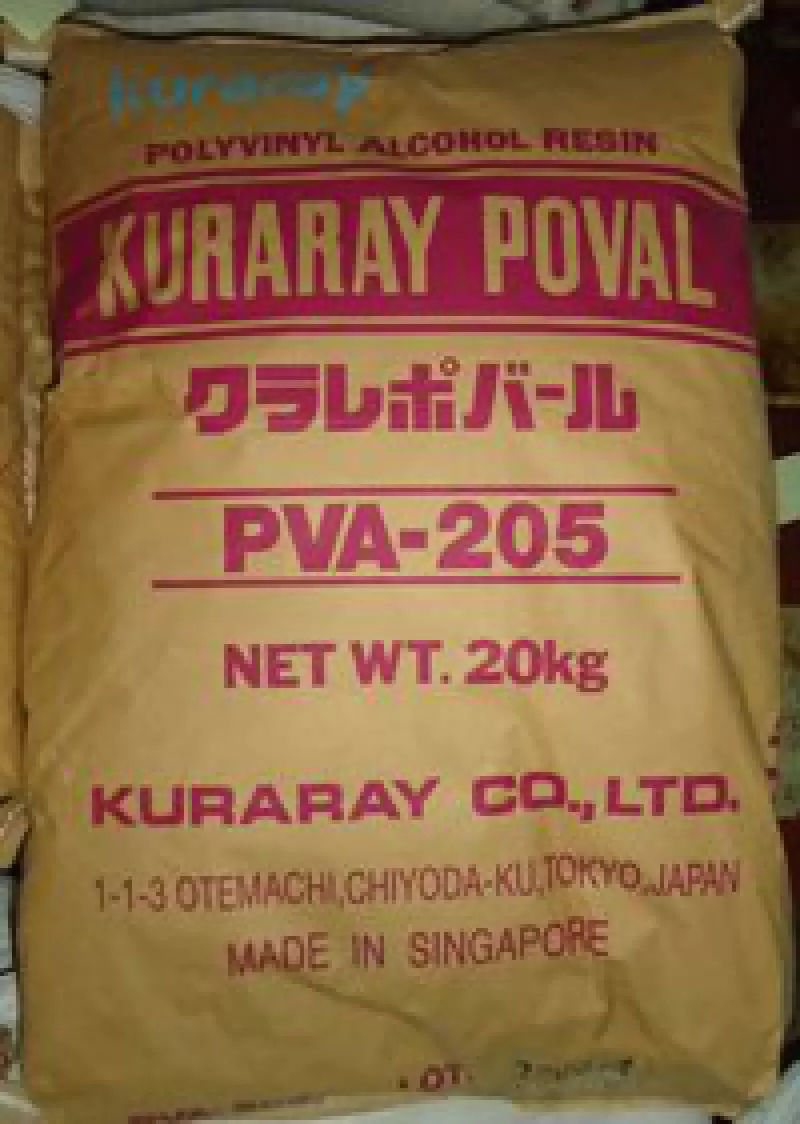 kuraray
POLYVINYL ALCOHOL RESIN
KURARAY POVAL
クラレポバール
PVA-205
NET WT. 20kg
KURARAY CO., LTD.
1-1-3 OTEMACHI, CHIYODA-KU, TOKYO, JAPAN
MADE IN SINGAPORE
LOT.